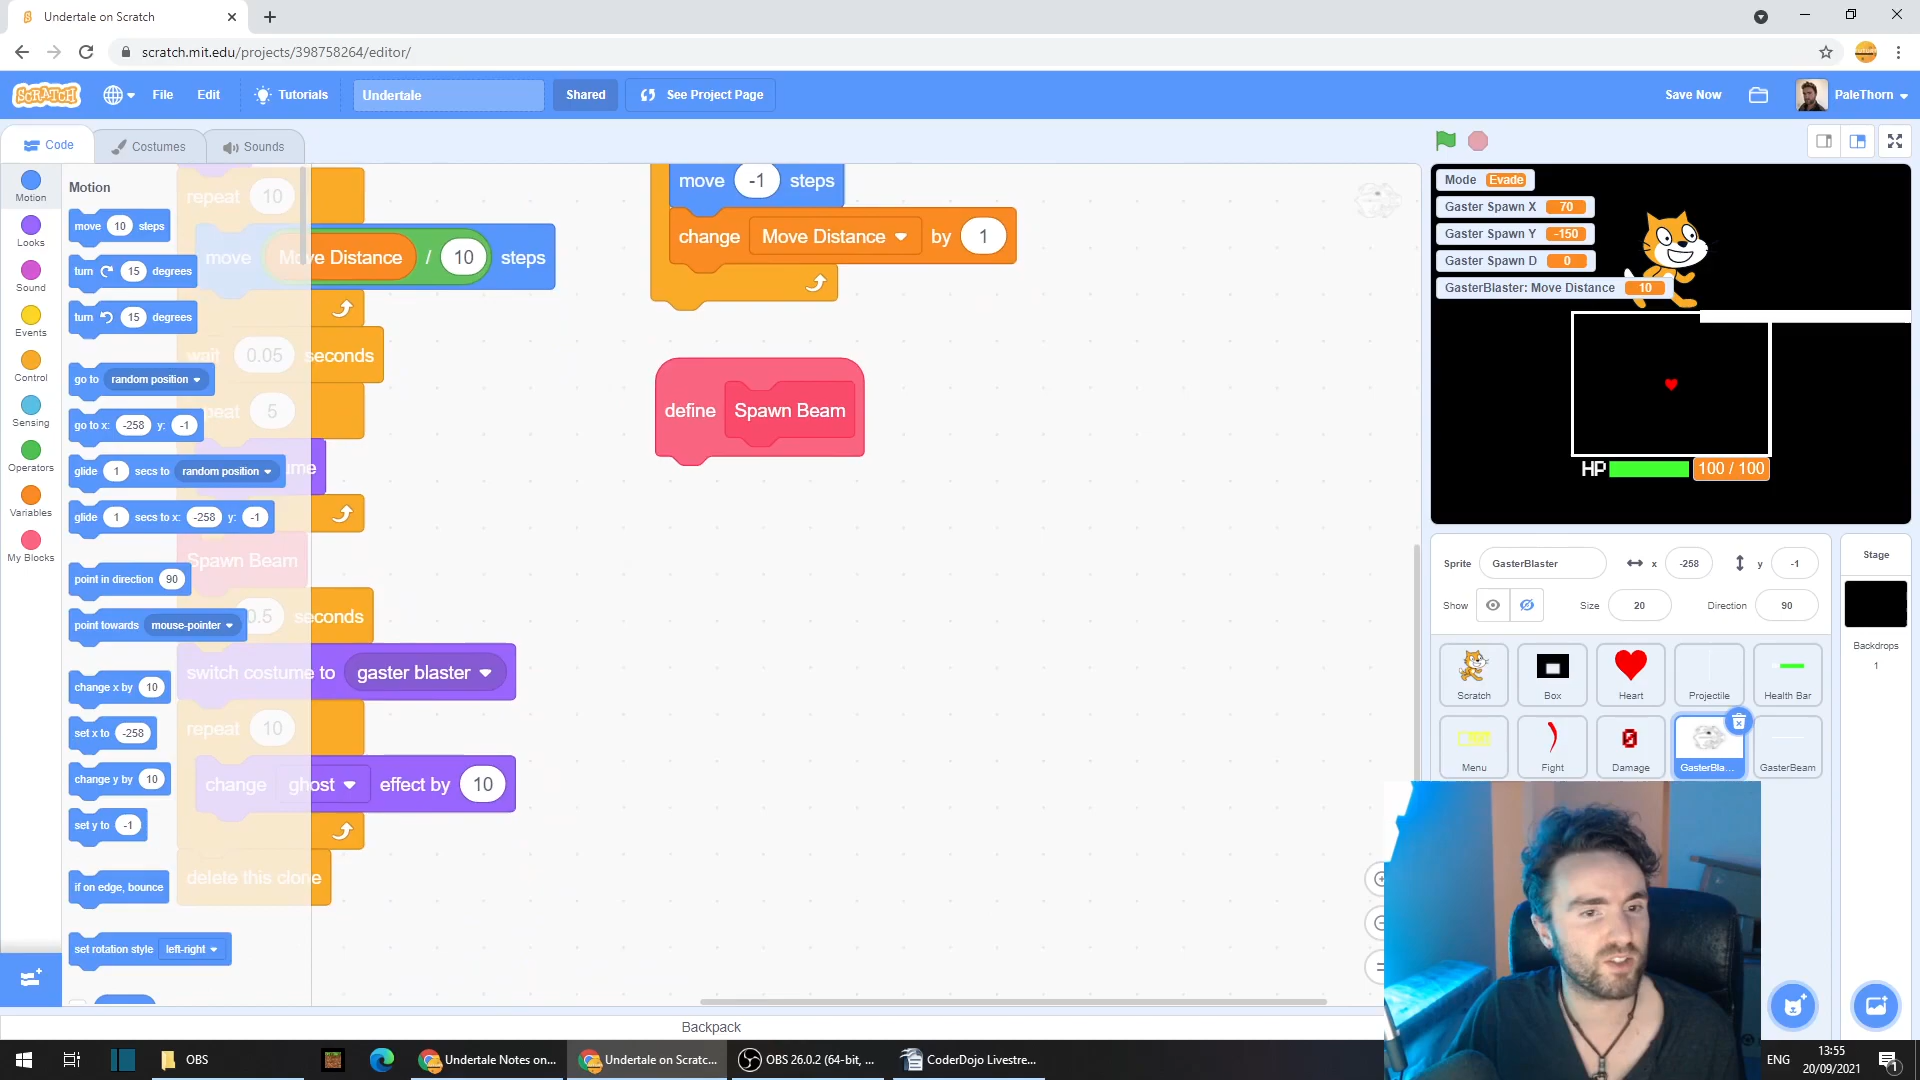 Undertale on Scratch
scratch.mit.edu/projects/398758264/editor/
SCRATCH File Edit Tutorials Undertale Shared See Project Page Save Now PaleThorn
Code Costumes Sounds
Motion
Looks
Sound
Events
Control
Sensing
Operators
Variables
My Blocks
Motion
move 10 steps
turn 15 degrees
turn 15 degrees
go to random position
go to x: -258 y: -1
glide 1 secs to random position
glide 1 secs to x: -258 y: -1
point in direction 90
point towards mouse-pointer
change x by 10
set x to -258
change y by 10
set y to -1
if on edge, bounce
set rotation style left-right
repeat 10
move Move Distance / 10 steps
wait 0.05 seconds
repeat 5
Spawn Beam
0.5 seconds
switch costume to gaster blaster
repeat 10
change ghost effect by 10
delete this clone
move -1 steps
change Move Distance by 1
define Spawn Beam
Mode Evade
Gaster Spawn X 70
Gaster Spawn Y -150
Gaster Spawn D 0
GasterBlaster: Move Distance 10
HP 100 / 100
Sprite GasterBlaster x -258 y -1
Show Size 20 Direction 90
Scratch Box Heart Projectile Health Bar
Menu Fight Damage GasterBla... GasterBeam
Stage
Backdrops
1
Backpack
OBS
Undertale Notes on...
Undertale on Scratc...
OBS 26.0.2 (64-bit, ...
CoderDojo Livestre...
ENG
13:55
20/09/2021
1